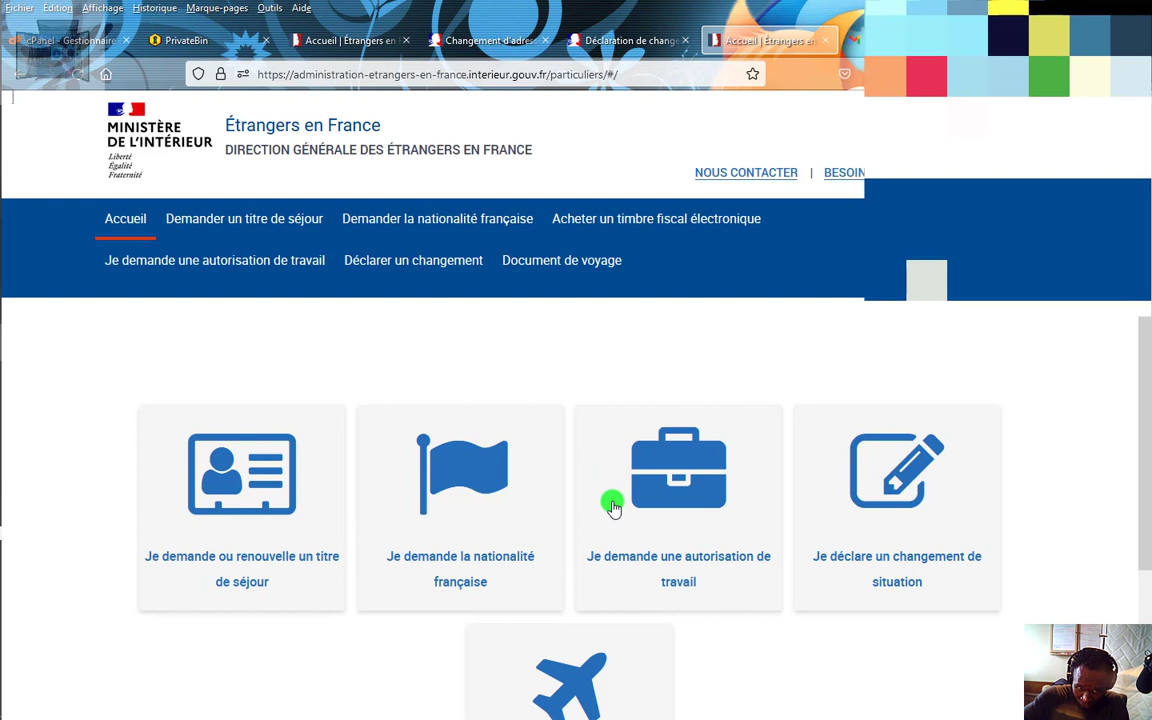 Fichier Édition Affichage Historique Marque-pages Outils Aide
cPanel - Gestionnaire
PrivateBin
Accueil | Étrangers en F
Changement d'adres
Déclaration de change
Accueil | Étrangers en
https://administration-etrangers-en-france.interieur.gouv.fr/particuliers/#/
MINISTÈRE
DE L'INTÉRIEUR
Liberté
Égalité
Fraternité
Étrangers en France
DIRECTION GÉNÉRALE DES ÉTRANGERS EN FRANCE
NOUS CONTACTER | BESOIN
Accueil Demander un titre de séjour Demander la nationalité française Acheter un timbre fiscal électronique
Je demande une autorisation de travail Déclarer un changement Document de voyage
Je demande ou renouvelle un titre
de séjour
Je demande la nationalité
française
Je demande une autorisation de
travail
Je déclare un changement de
situation